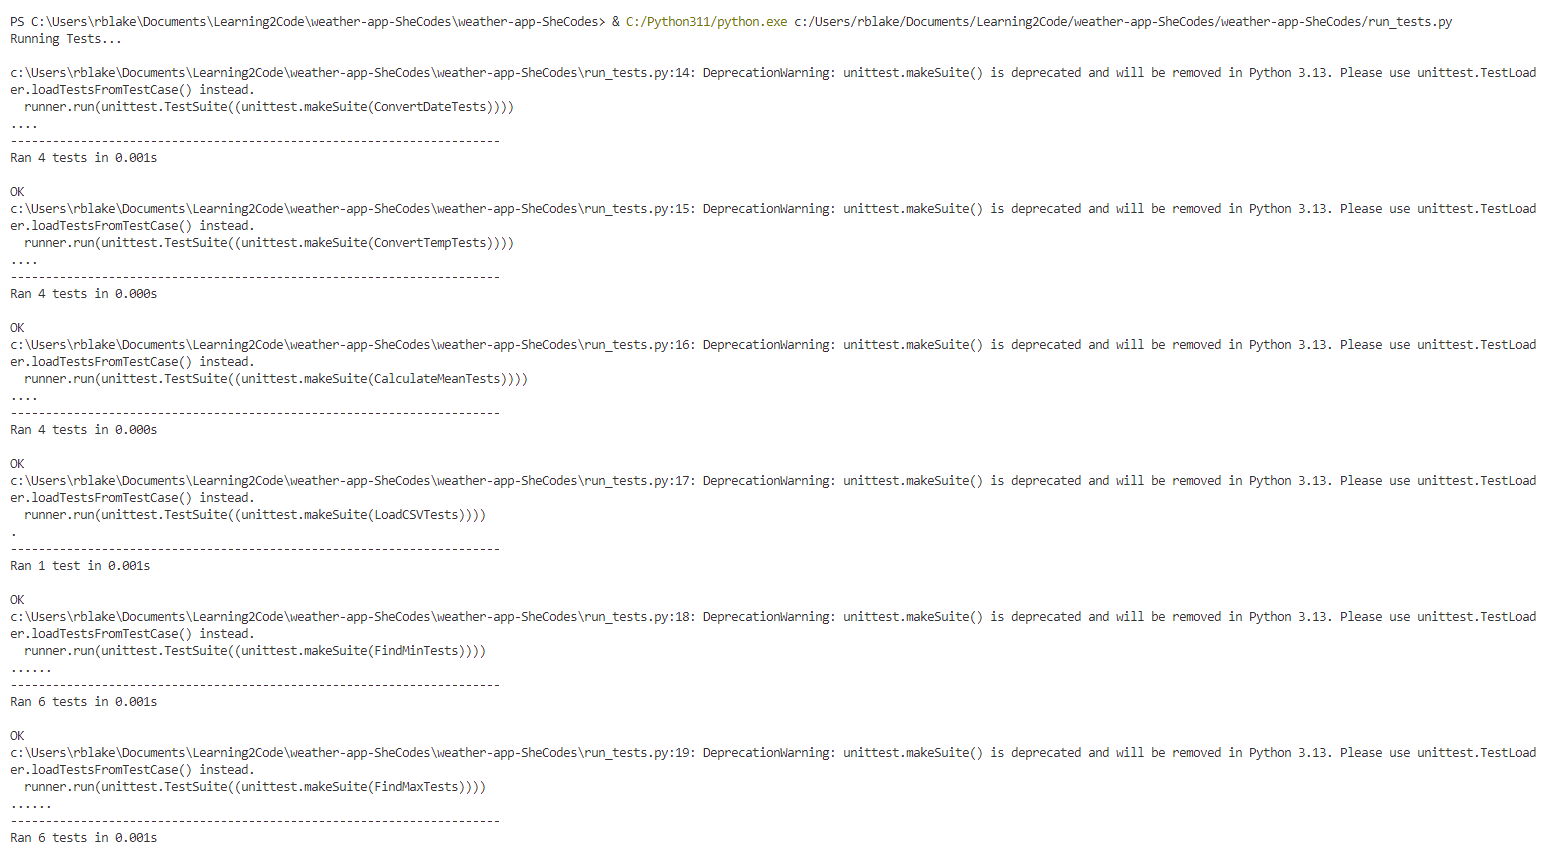 PS C:\Users\rblake\Documents\Learning2Code\weather-app-SheCodes\weather-app-SheCodes> & C:/Python311/python.exe c:/Users/rblake/Documents/Learning2Code/weather-app-SheCodes/weather-app-SheCodes/run_tests.py
Running Tests...

c:\Users\rblake\Documents\Learning2Code\weather-app-SheCodes\weather-app-SheCodes\run_tests.py:14: DeprecationWarning: unittest.makeSuite() is deprecated and will be removed in Python 3.13. Please use unittest.TestLoad
er.loadTestsFromTestCase() instead.
  runner.run(unittest.TestSuite((unittest.makeSuite(ConvertDateTests))))
....
----------------------------------------------------------------------
Ran 4 tests in 0.001s

OK
c:\Users\rblake\Documents\Learning2Code\weather-app-SheCodes\weather-app-SheCodes\run_tests.py:15: DeprecationWarning: unittest.makeSuite() is deprecated and will be removed in Python 3.13. Please use unittest.TestLoad
er.loadTestsFromTestCase() instead.
  runner.run(unittest.TestSuite((unittest.makeSuite(ConvertTempTests))))
....
----------------------------------------------------------------------
Ran 4 tests in 0.000s

OK
c:\Users\rblake\Documents\Learning2Code\weather-app-SheCodes\weather-app-SheCodes\run_tests.py:16: DeprecationWarning: unittest.makeSuite() is deprecated and will be removed in Python 3.13. Please use unittest.TestLoad
er.loadTestsFromTestCase() instead.
  runner.run(unittest.TestSuite((unittest.makeSuite(CalculateMeanTests))))
....
----------------------------------------------------------------------
Ran 4 tests in 0.000s

OK
c:\Users\rblake\Documents\Learning2Code\weather-app-SheCodes\weather-app-SheCodes\run_tests.py:17: DeprecationWarning: unittest.makeSuite() is deprecated and will be removed in Python 3.13. Please use unittest.TestLoad
er.loadTestsFromTestCase() instead.
  runner.run(unittest.TestSuite((unittest.makeSuite(LoadCSVTests))))
.
----------------------------------------------------------------------
Ran 1 test in 0.001s

OK
c:\Users\rblake\Documents\Learning2Code\weather-app-SheCodes\weather-app-SheCodes\run_tests.py:18: DeprecationWarning: unittest.makeSuite() is deprecated and will be removed in Python 3.13. Please use unittest.TestLoad
er.loadTestsFromTestCase() instead.
  runner.run(unittest.TestSuite((unittest.makeSuite(FindMinTests))))
......
----------------------------------------------------------------------
Ran 6 tests in 0.001s

OK
c:\Users\rblake\Documents\Learning2Code\weather-app-SheCodes\weather-app-SheCodes\run_tests.py:19: DeprecationWarning: unittest.makeSuite() is deprecated and will be removed in Python 3.13. Please use unittest.TestLoad
er.loadTestsFromTestCase() instead.
  runner.run(unittest.TestSuite((unittest.makeSuite(FindMaxTests))))
......
----------------------------------------------------------------------
Ran 6 tests in 0.001s